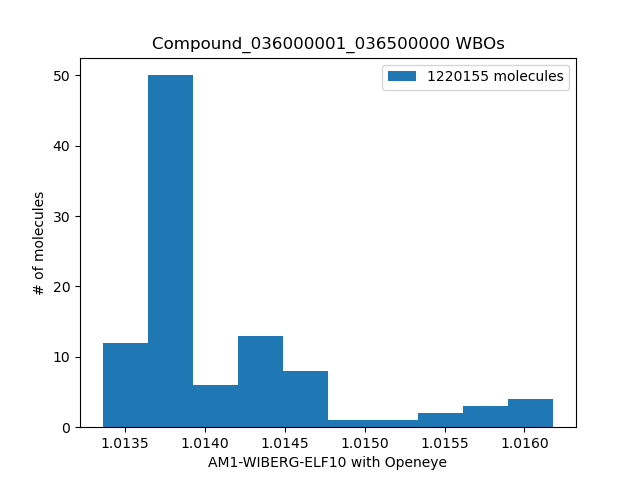 Compound_036000001_036500000 WBOs
1220155 molecules
50
40
30
20
10
0
# of molecules
1.0135 1.0140 1.0145 1.0150 1.0155 1.0160
AM1-WIBERG-ELF10 with Openeye